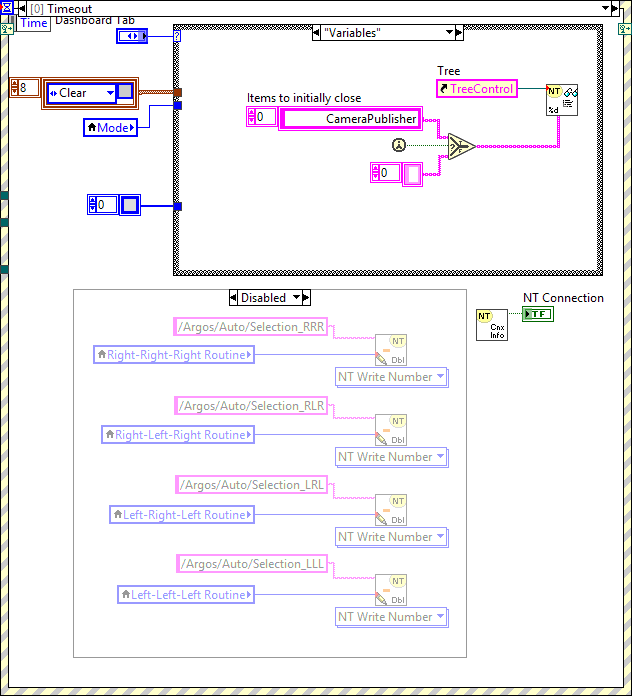 [0] Timeout
Time
Dashboard Tab
"Variables"
8
Clear
Mode
0
Tree
TreeControl
NT
%d
Items to initially close
0
CameraPublisher
?
F
0
Disabled
NT Connection
NT
Cnx
Info
TF
/Argos/Auto/Selection_RRR
Right-Right-Right Routine
NT
Dbl
NT Write Number
/Argos/Auto/Selection_RLR
Right-Left-Right Routine
NT
Dbl
NT Write Number
/Argos/Auto/Selection_LRL
Left-Right-Left Routine
NT
Dbl
NT Write Number
/Argos/Auto/Selection_LLL
Left-Left-Left Routine
NT
Dbl
NT Write Number